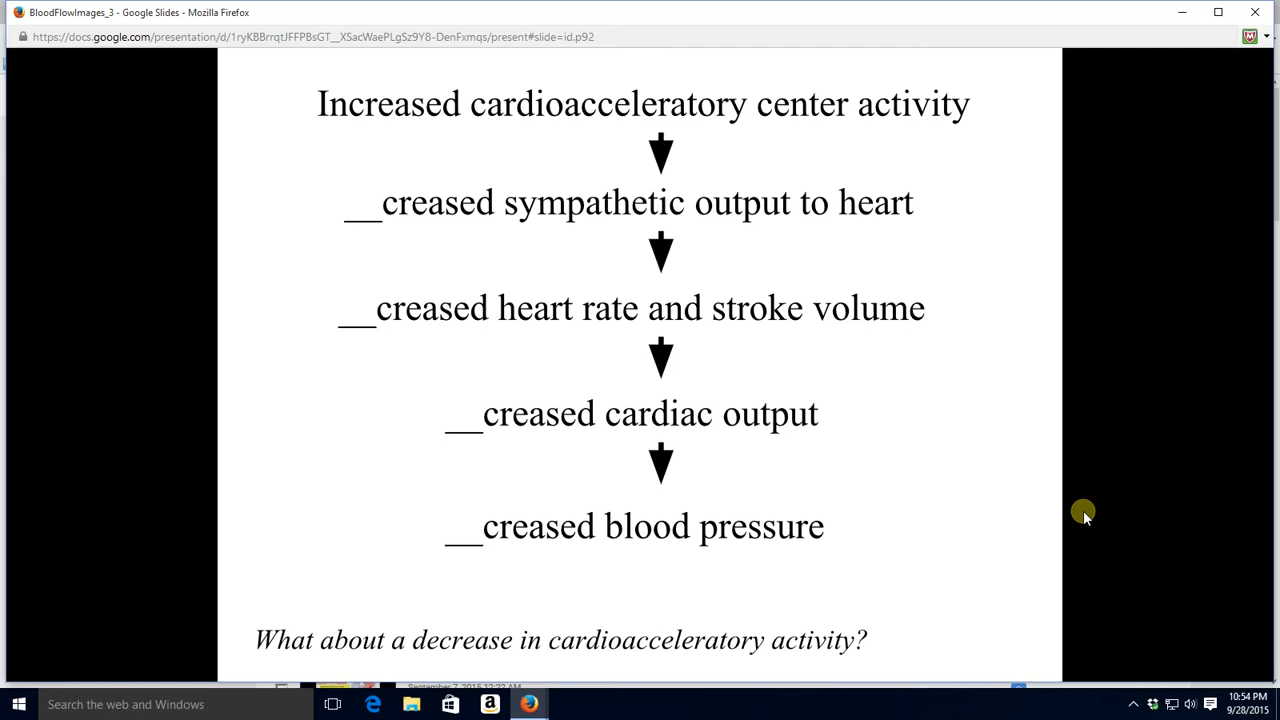 BloodFlowImages_3 - Google Slides - Mozilla Firefox
https://docs.google.com/presentation/d/1ryKBBrrqtJFFPBsGT__XSacWaePLgSz9Y8-DenFxmqs/present#slide=id.p92
Increased cardioacceleratory center activity
__creased sympathetic output to heart
__creased heart rate and stroke volume
__creased cardiac output
__creased blood pressure
What about a decrease in cardioacceleratory activity?
Search the web and Windows
10:54 PM
9/28/2015